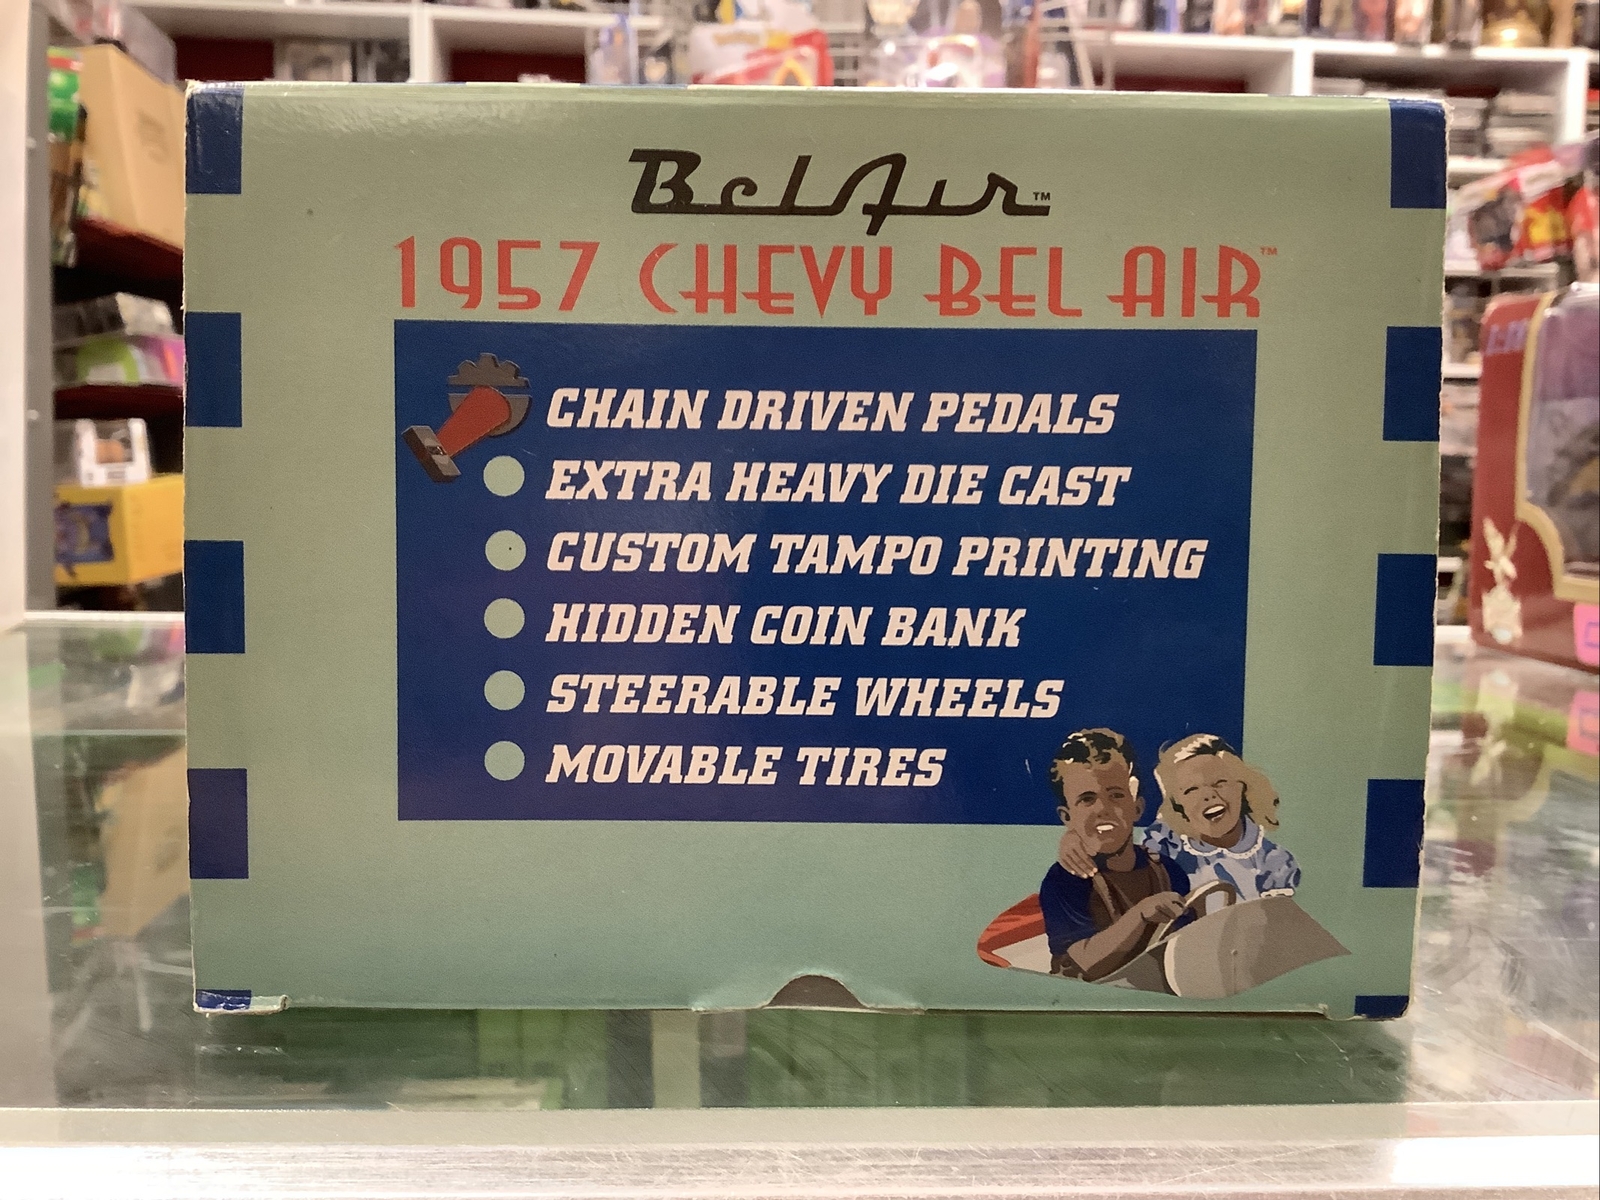 BelAir™
1957 CHEVY BEL AIR™
CHAIN DRIVEN PEDALS
EXTRA HEAVY DIE CAST
CUSTOM TAMPO PRINTING
HIDDEN COIN BANK
STEERABLE WHEELS
MOVABLE TIRES